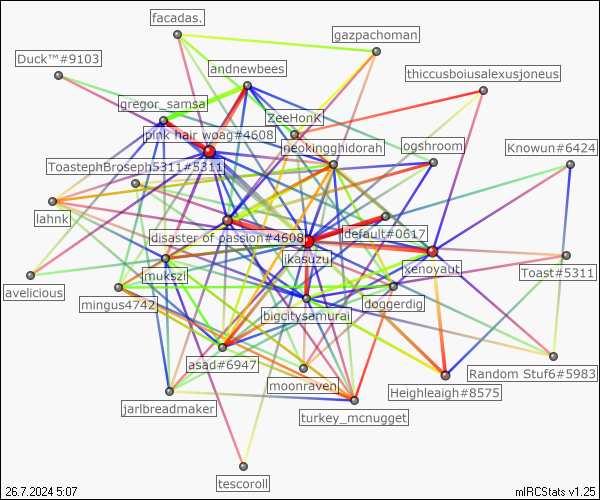 facadas.
gazpachoman
Duck™#9103
andnewbees
thiccusboiusalexusjoneus
gregor_samsa
ZeeHonK
pink hair woag#4608
neokingghidorah
ogshroom
Knowun#6424
ToastephBroseph5311#5311
lahnk
disaster of passion#4608
default#0617
ikasuzu
xenoyaut
Toast#5311
mukszi
avelicious
mingus4742
doggerdig
bigcitysamurai
asad#6947
Random Stuf6#5983
moonraven
Heighleaigh#8575
jarlbreadmaker
turkey_mcnugget
tescoroll
26.7.2024 5:07
mIRCStats v1.25